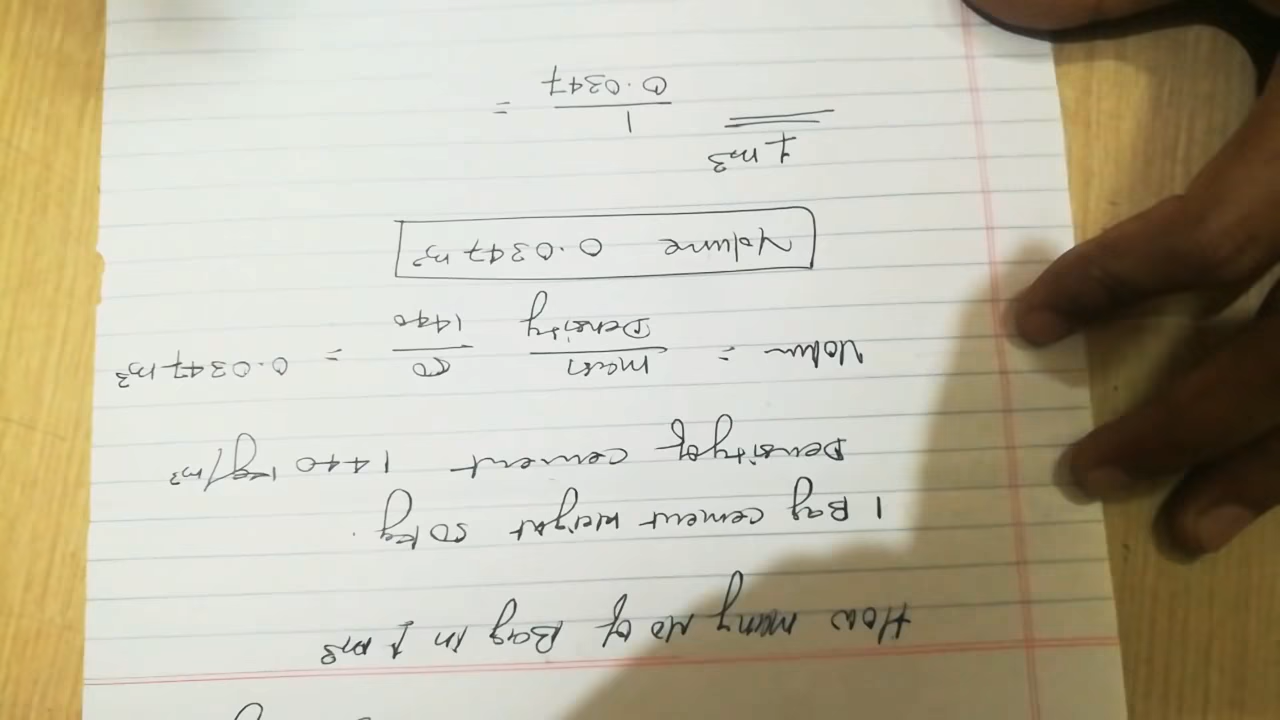 How many No of Bag in 1 m³
1 Bag cement weight 50 kg.
Density of cement 1440 kg/m³
Volum = mass / Density 50 / 1440 = 0.0347 m³
Volume 0.0347 m³
1 m³
1 / 0.0347 =